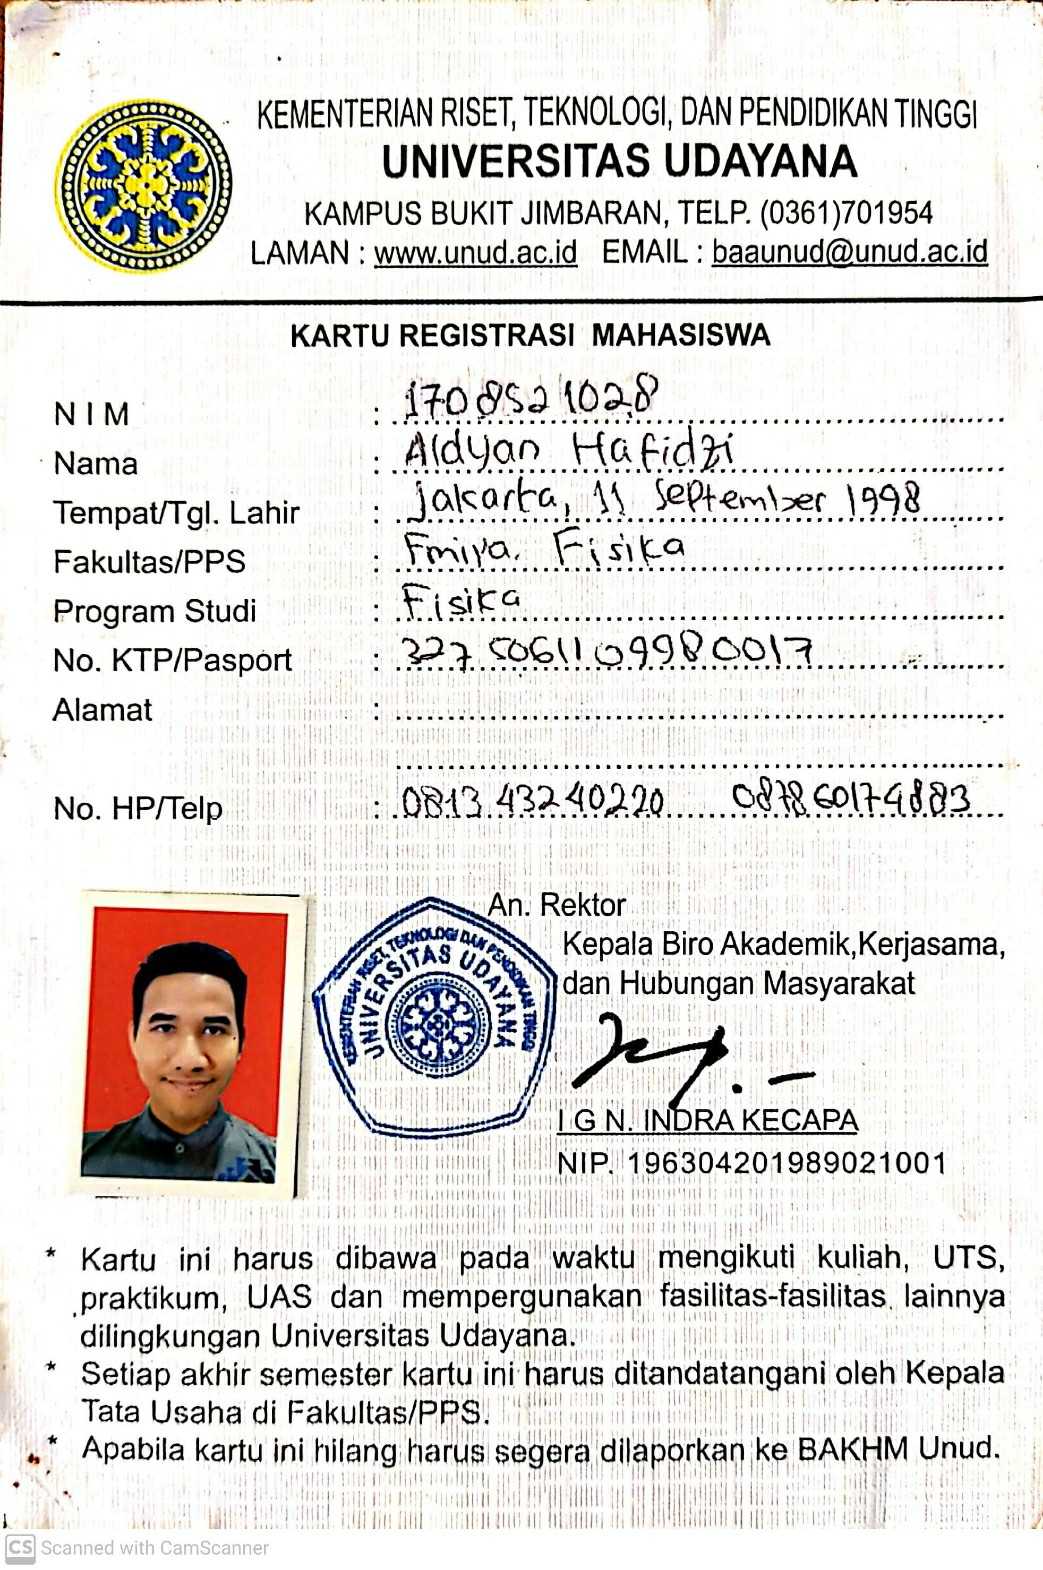 KEMENTERIAN RISET, TEKNOLOGI, DAN PENDIDIKAN TINGGI
UNIVERSITAS UDAYANA
KAMPUS BUKIT JIMBARAN, TELP. (0361)701954
LAMAN : www.unud.ac.id EMAIL : baaunud@unud.ac.id
KARTU REGISTRASI MAHASISWA
N I M : 1708521028
Nama : Aldyan Hafidzi
Tempat/Tgl. Lahir : Jakarta, 11 September 1998
Fakultas/PPS : Fmipa. Fisika
Program Studi : Fisika
No. KTP/Pasport : 3275061109980017
Alamat :
No. HP/Telp : 081343240220 087860174883
An. Rektor
Kepala Biro Akademik,Kerjasama,
dan Hubungan Masyarakat
KEMENTERIAN RISET, TEKNOLOGI DAN PENDIDIKAN TINGGI
UNIVERSITAS UDAYANA
I G N. INDRA KECAPA
NIP. 196304201989021001
* Kartu ini harus dibawa pada waktu mengikuti kuliah, UTS,
praktikum, UAS dan mempergunakan fasilitas-fasilitas lainnya
dilingkungan Universitas Udayana.
* Setiap akhir semester kartu ini harus ditandatangani oleh Kepala
Tata Usaha di Fakultas/PPS.
* Apabila kartu ini hilang harus segera dilaporkan ke BAKHM Unud.
CS Scanned with CamScanner